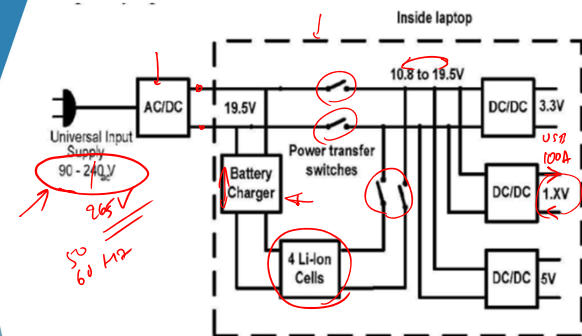 Inside laptop
10.8 to 19.5V
AC/DC
19.5V
DC/DC
3.3V
Universal Input
Supply
90 - 240 V
265V
50
60 Hz
Power transfer
switches
Battery
Charger
USB
100A
DC/DC
1.XV
4 Li-Ion
Cells
DC/DC
5V